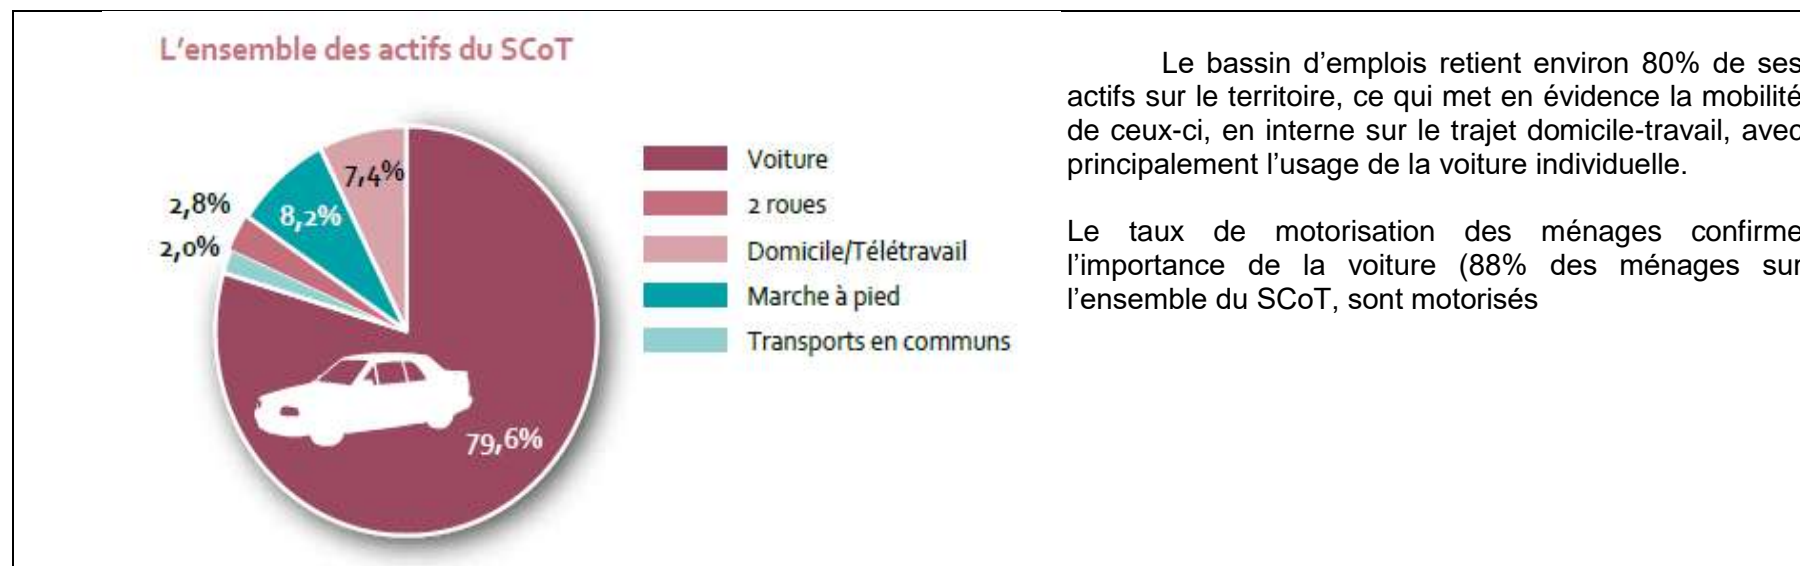 L'ensemble des actifs du SCoT
7,4%
2,8%
8,2%
2,0%
79,6%
Voiture
2 roues
Domicile/Télétravail
Marche à pied
Transports en communs
Le bassin d'emplois retient environ 80% de ses
actifs sur le territoire, ce qui met en évidence la mobilité
de ceux-ci, en interne sur le trajet domicile-travail, avec
principalement l'usage de la voiture individuelle.
Le taux de motorisation des ménages confirme
l'importance de la voiture (88% des ménages sur
l'ensemble du SCoT, sont motorisés